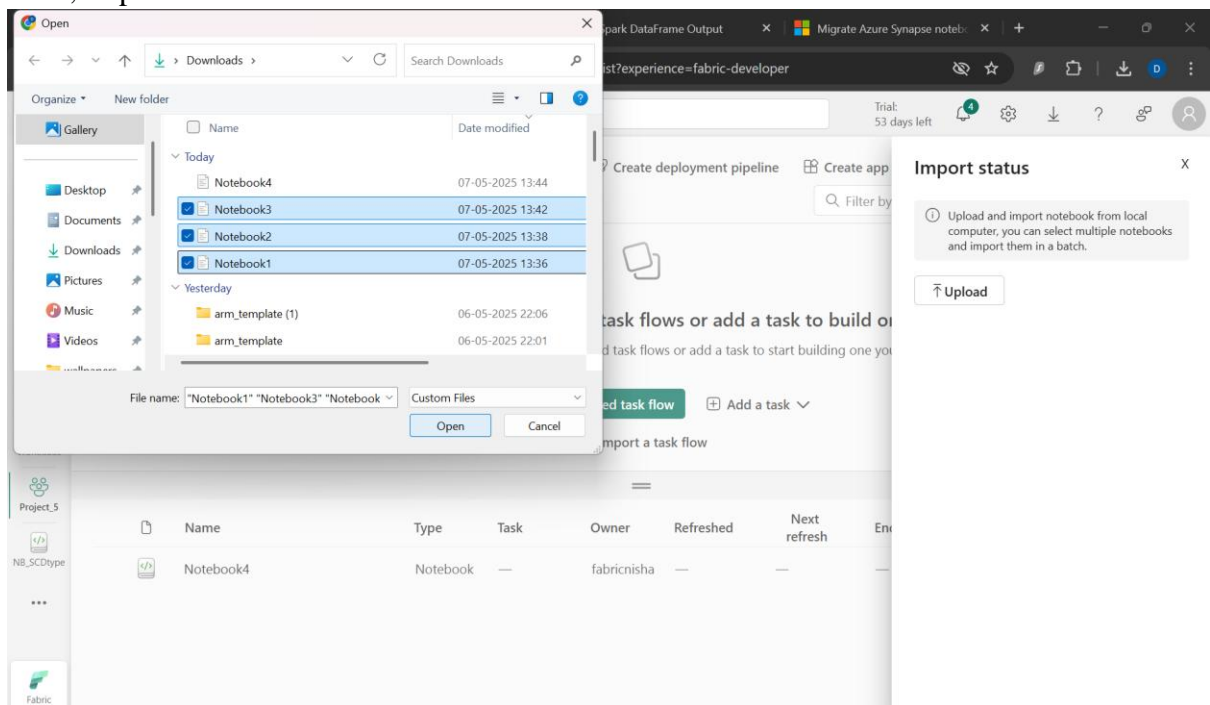 Open
Spark DataFrame Output
Migrate Azure Synapse noteb
Downloads
Search Downloads
ist?experience=fabric-developer
D
Organize
New folder
Trial:
53 days left
4
Gallery
Name
Date modified
Create deployment pipeline
Create app
Import status
X
Today
Filter by
Desktop
Notebook4
07-05-2025 13:44
Documents
Notebook3
07-05-2025 13:42
Upload and import notebook from local
computer, you can select multiple notebooks
and import them in a batch.
Downloads
Notebook2
07-05-2025 13:38
Notebook1
07-05-2025 13:36
Pictures
Yesterday
Upload
Music
arm_template (1)
06-05-2025 22:06
task flows or add a task to build or
Videos
arm_template
06-05-2025 22:01
d task flows or add a task to start building one you
wallpapers
File name:
"Notebook1" "Notebook3" "Notebook
Custom Files
ed task flow
Add a task
Open
Cancel
mport a task flow
Project_5
Name
Type
Task
Owner
Refreshed
Next
refresh
En
NB_SCDtype
Notebook4
Notebook
—
fabricnisha
—
—
—
Fabric